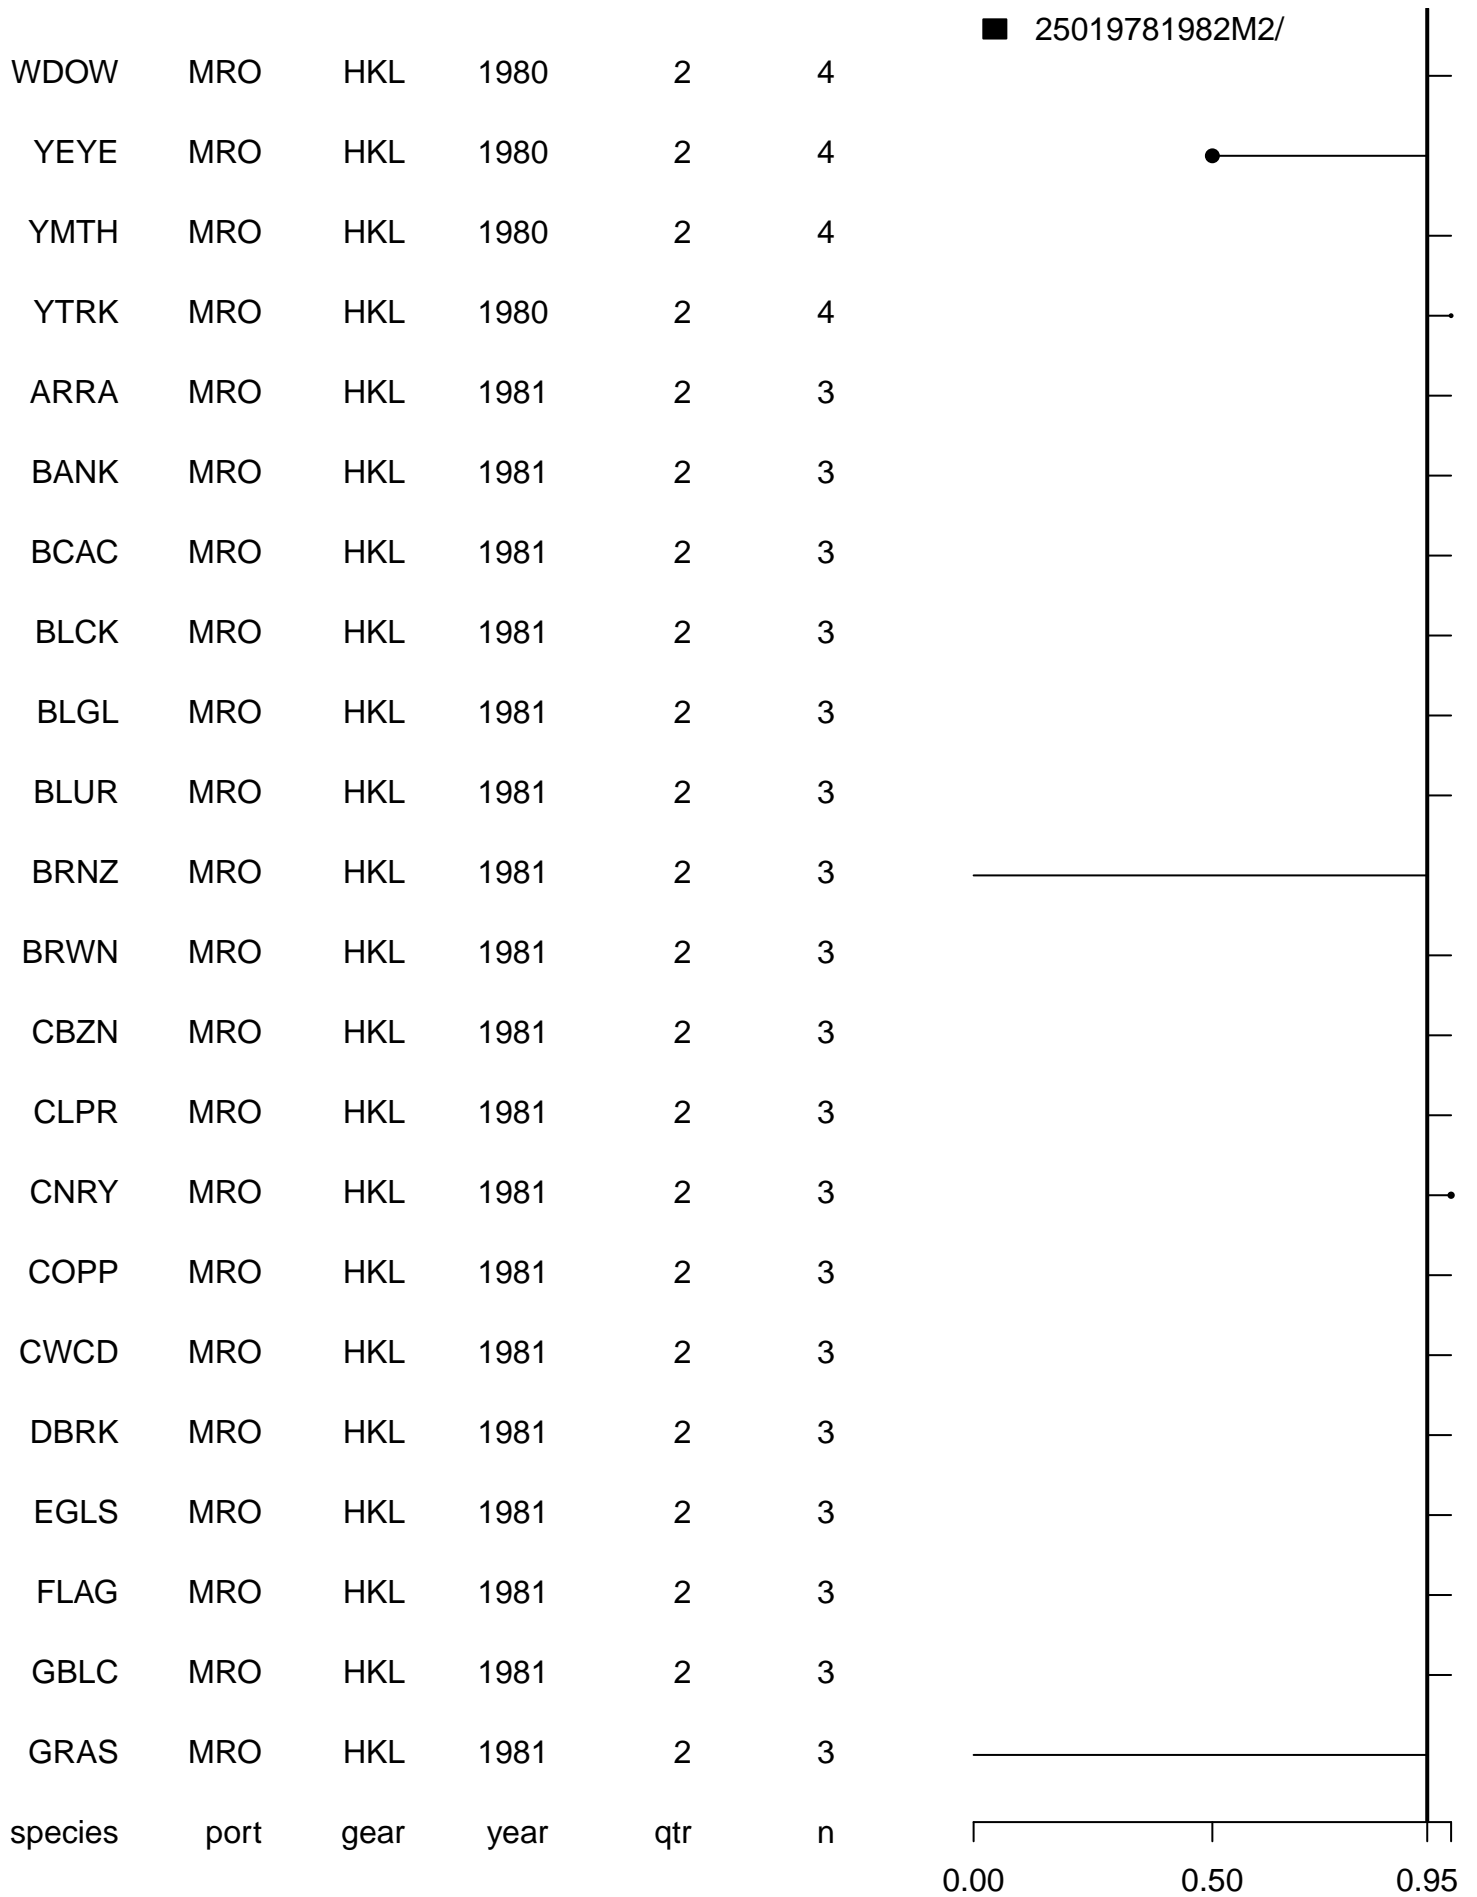 25019781982M2/
WDOW MRO HKL 1980 2 4
YEYE MRO HKL 1980 2 4
YMTH MRO HKL 1980 2 4
YTRK MRO HKL 1980 2 4
ARRA MRO HKL 1981 2 3
BANK MRO HKL 1981 2 3
BCAC MRO HKL 1981 2 3
BLCK MRO HKL 1981 2 3
BLGL MRO HKL 1981 2 3
BLUR MRO HKL 1981 2 3
BRNZ MRO HKL 1981 2 3
BRWN MRO HKL 1981 2 3
CBZN MRO HKL 1981 2 3
CLPR MRO HKL 1981 2 3
CNRY MRO HKL 1981 2 3
COPP MRO HKL 1981 2 3
CWCD MRO HKL 1981 2 3
DBRK MRO HKL 1981 2 3
EGLS MRO HKL 1981 2 3
FLAG MRO HKL 1981 2 3
GBLC MRO HKL 1981 2 3
GRAS MRO HKL 1981 2 3
species port gear year qtr n
0.00 0.50 0.95